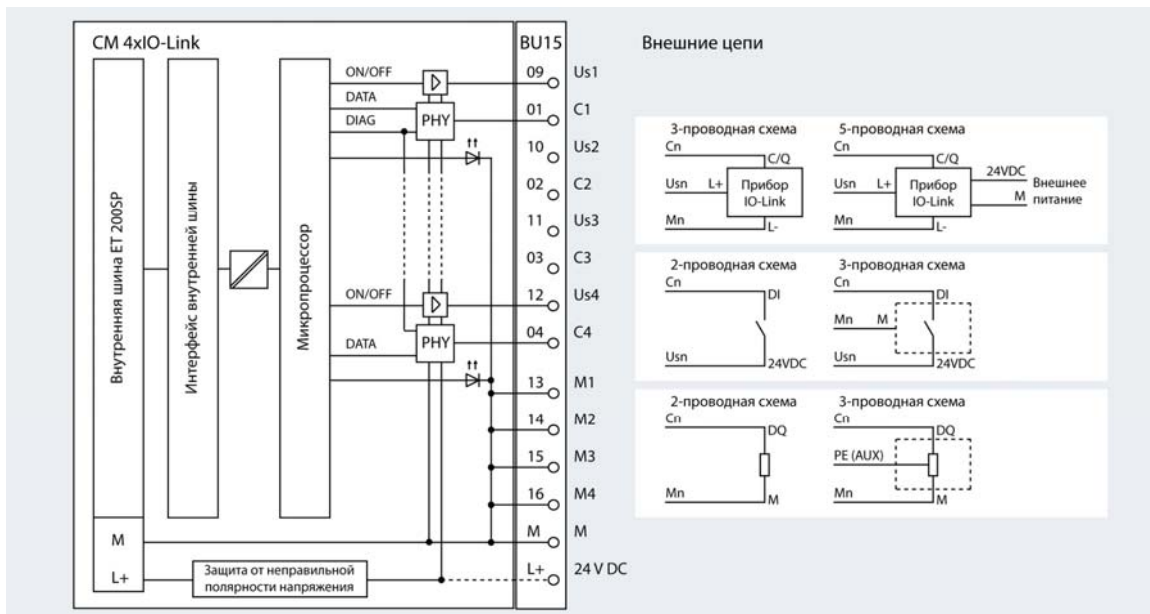 CM 4xIO-Link
BU15
Внешние цепи
ON/OFF
09
Us1
DATA
01
C1
DIAG
PHY
10
Us2
02
C2
11
Us3
03
C3
ON/OFF
12
Us4
04
C4
DATA
PHY
13
M1
14
M2
15
M3
16
M4
M
M
M
L+
Защита от неправильной
полярности напряжения
L+
24 V DC
Внутренняя шина ET 200SP
Интерфейс внутренней шины
Микропроцессор
3-проводная схема
Cn
C/Q
Usn
L+
Прибор
IO-Link
Mn
L-
5-проводная схема
Cn
C/Q
24VDC
Usn
L+
Прибор
IO-Link
Внешнее
M
питание
Mn
L-
2-проводная схема
Cn
DI
Usn
24VDC
3-проводная схема
Cn
DI
Mn
M
Usn
24VDC
2-проводная схема
Cn
DQ
Mn
M
3-проводная схема
Cn
DQ
PE (AUX)
Mn
M